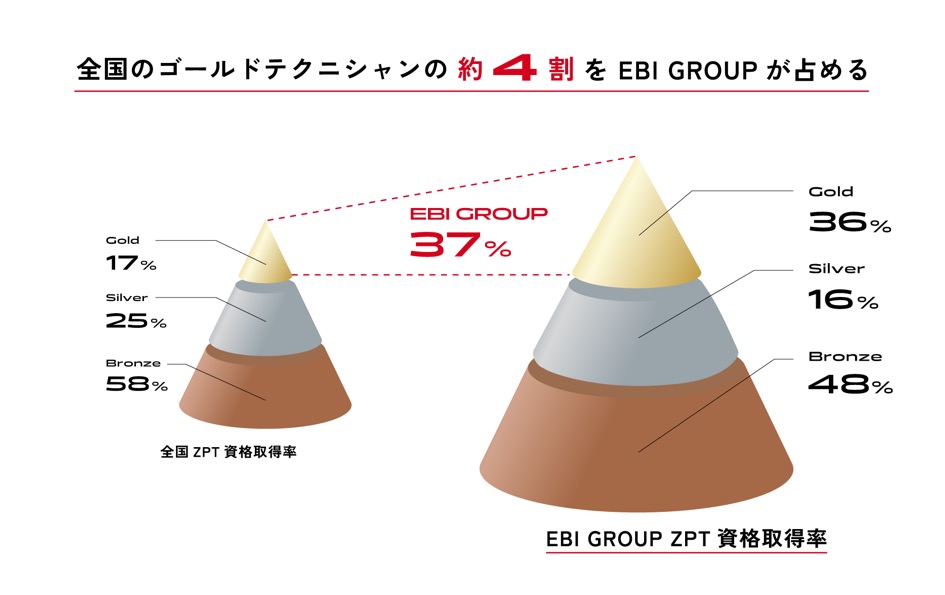 全国のゴールドテクニシャンの 約 4 割 を EBI GROUP が占める
Gold
17%
Silver
25%
Bronze
58%
全国 ZPT 資格取得率
EBI GROUP
37%
Gold
36%
Silver
16%
Bronze
48%
EBI GROUP ZPT 資格取得率